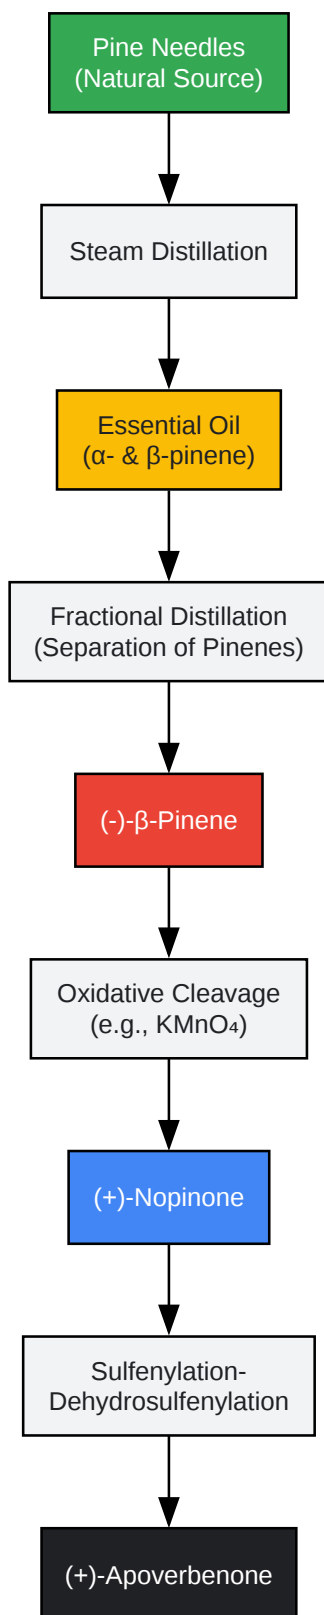 Pine Needles
(Natural Source)
Steam Distillation
Essential Oil
(α- & β-pinene)
Fractional Distillation
(Separation of Pinenes)
(-)-β-Pinene
Oxidative Cleavage
(e.g., KMnO₄)
(+)-Nopinone
Sulfenylation-
Dehydrosulfenylation
(+)-Apoverbenone